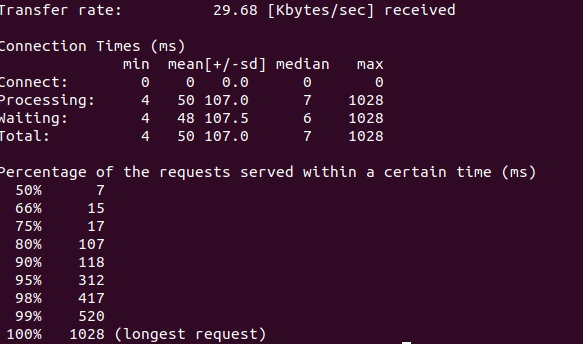 Transfer rate:          29.68 [Kbytes/sec] received

Connection Times (ms)
              min  mean[+/-sd] median   max
Connect:        0    0   0.0      0       0
Processing:     4   50 107.0      7    1028
Waiting:        4   48 107.5      6    1028
Total:          4   50 107.0      7    1028

Percentage of the requests served within a certain time (ms)
  50%      7
  66%     15
  75%     17
  80%    107
  90%    118
  95%    312
  98%    417
  99%    520
 100%   1028 (longest request)